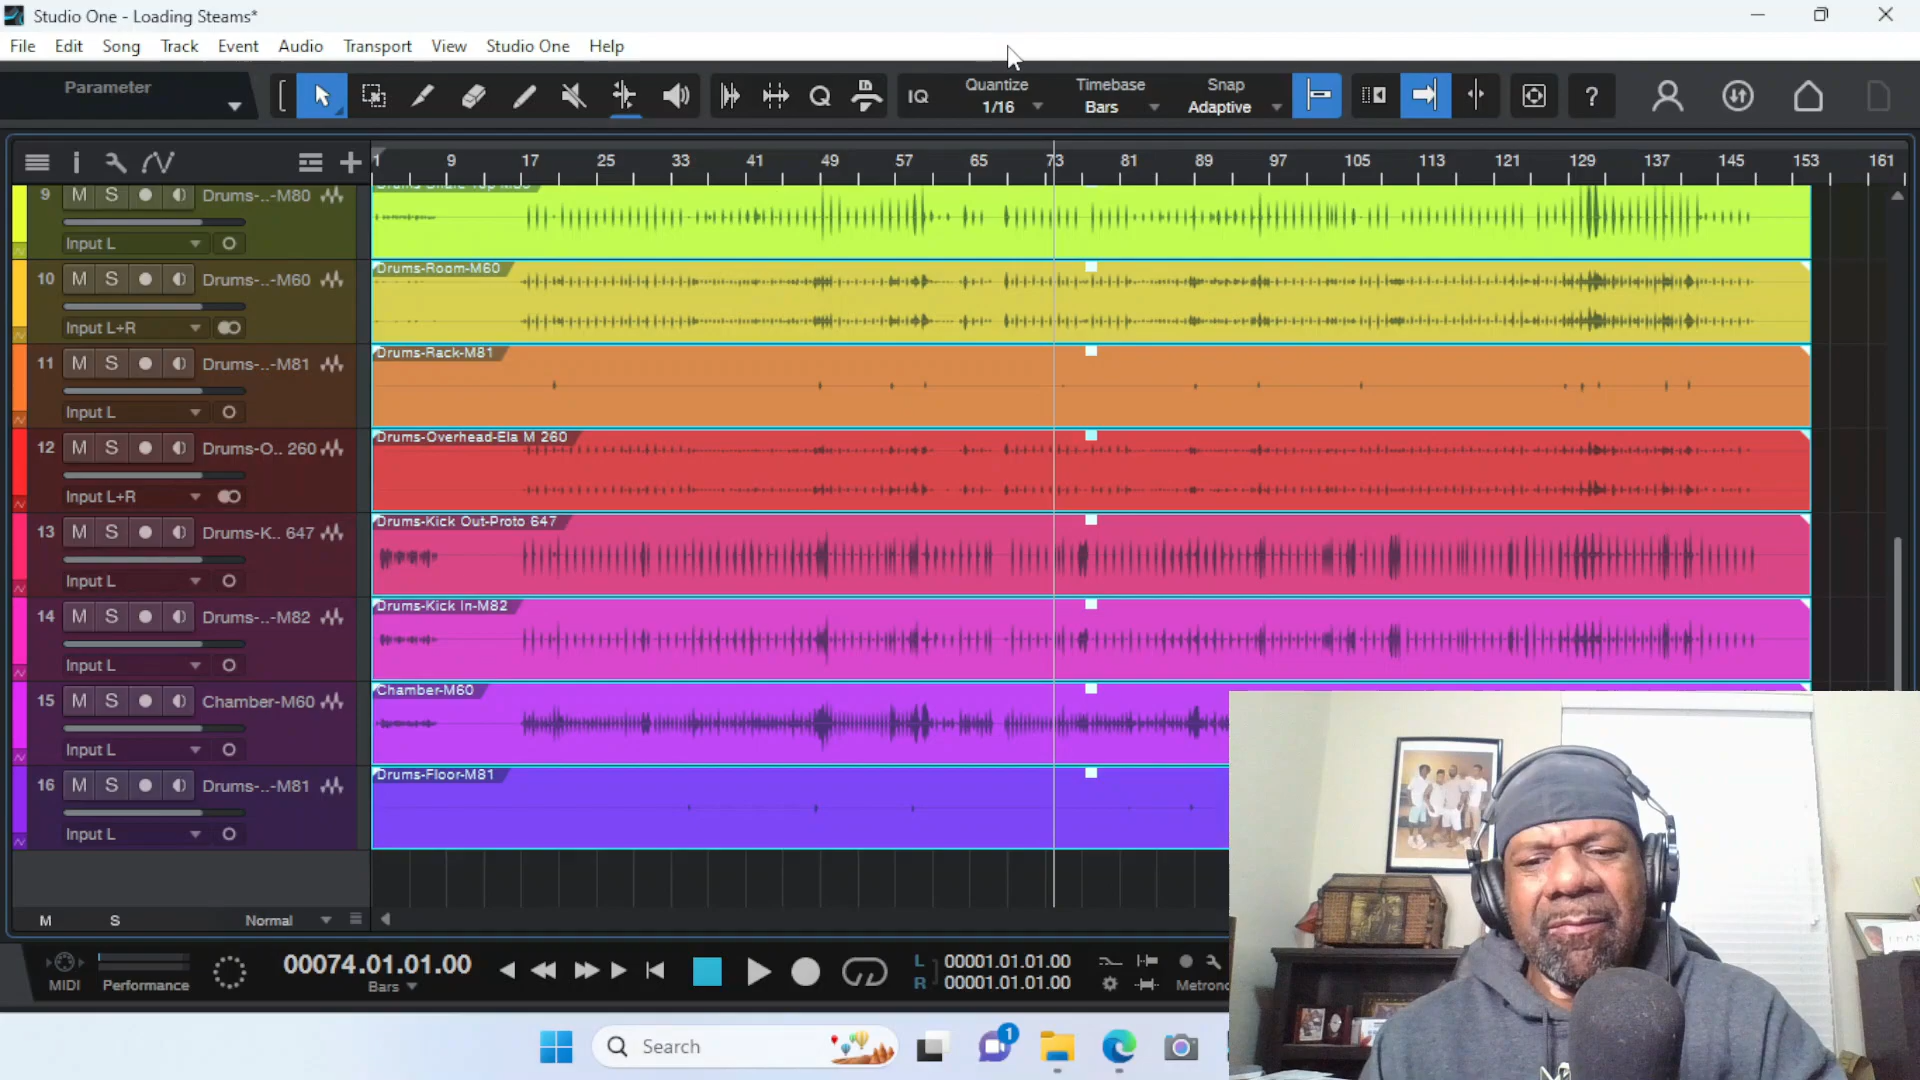 Studio One - Loading Steams*
File Edit Song Track Event Audio Transport View Studio One Help
Parameter
Quantize
1/16
Timebase
Bars
Snap
Adaptive
IQ
Q
?
1 9 17 25 33 41 49 57 65 73 81 89 97 105 113 121 129 137 145 153 161
9 M S Drums-...-M80
Input L
10 M S Drums-...-M60
Input L+R
Drums-Room-M60
11 M S Drums-...-M81
Input L
Drums-Rack-M81
12 M S Drums-O.. 260
Input L+R
Drums-Overhead-Ela M 260
13 M S Drums-K.. 647
Input L
Drums-Kick Out-Proto 647
14 M S Drums-...-M82
Input L
Drums-Kick In-M82
15 M S Chamber-M60
Input L
Chamber-M60
16 M S Drums-...-M81
Input L
Drums-Floor-M81
M S Normal
MIDI
Performance
00074.01.01.00
Bars
L 00001.01.01.00
R 00001.01.01.00
Metron
Search
1